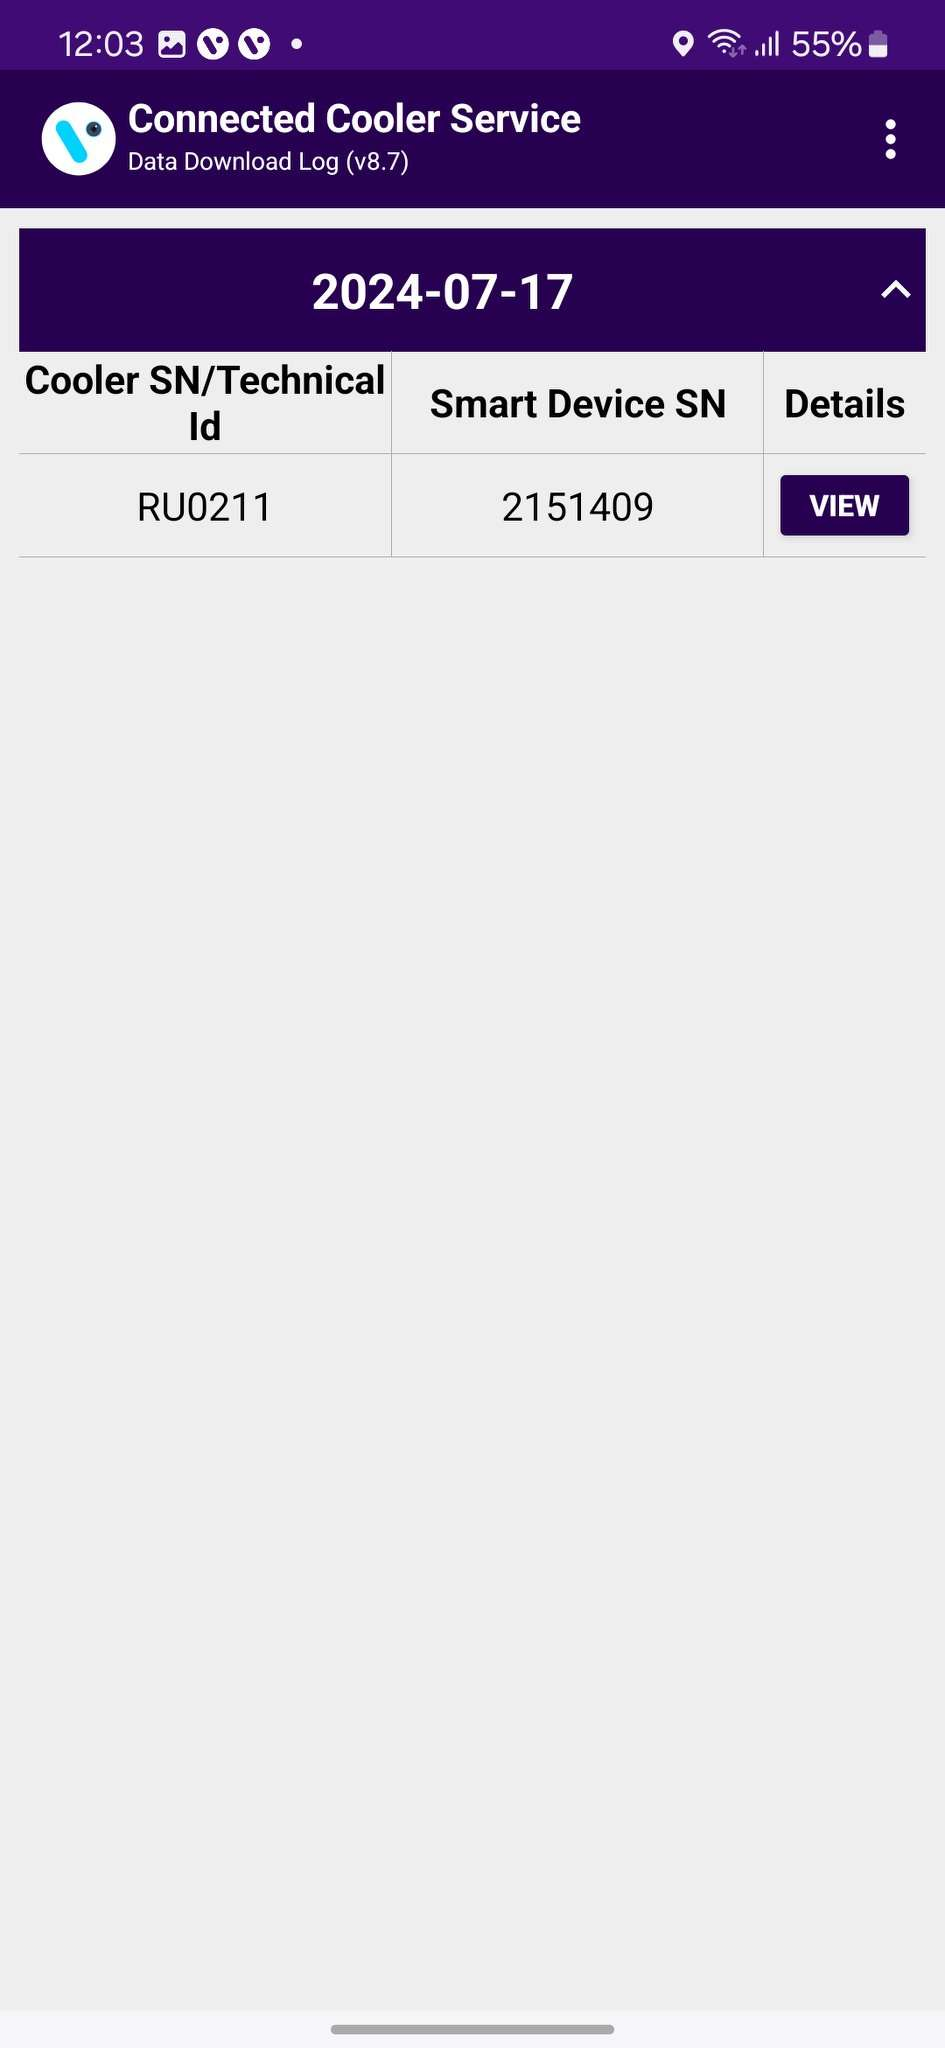 12:03
55%
Connected Cooler Service
Data Download Log (v8.7)
2024-07-17
Cooler SN/Technical
Id
Smart Device SN
Details
RU0211
2151409
VIEW